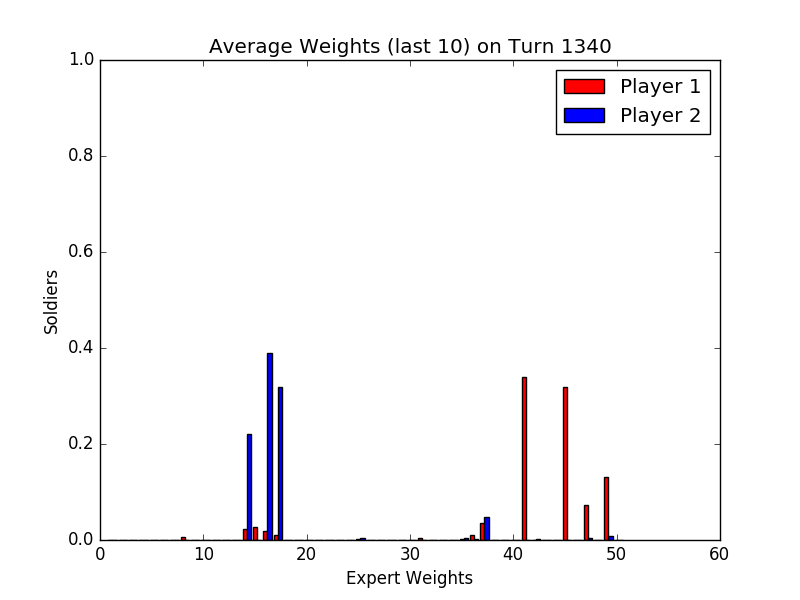 Average Weights (last 10) on Turn 1340
1.0
Player 1
Player 2
0.8
0.6
Soldiers
0.4
0.2
0.0
0 10 20 30 40 50 60
Expert Weights